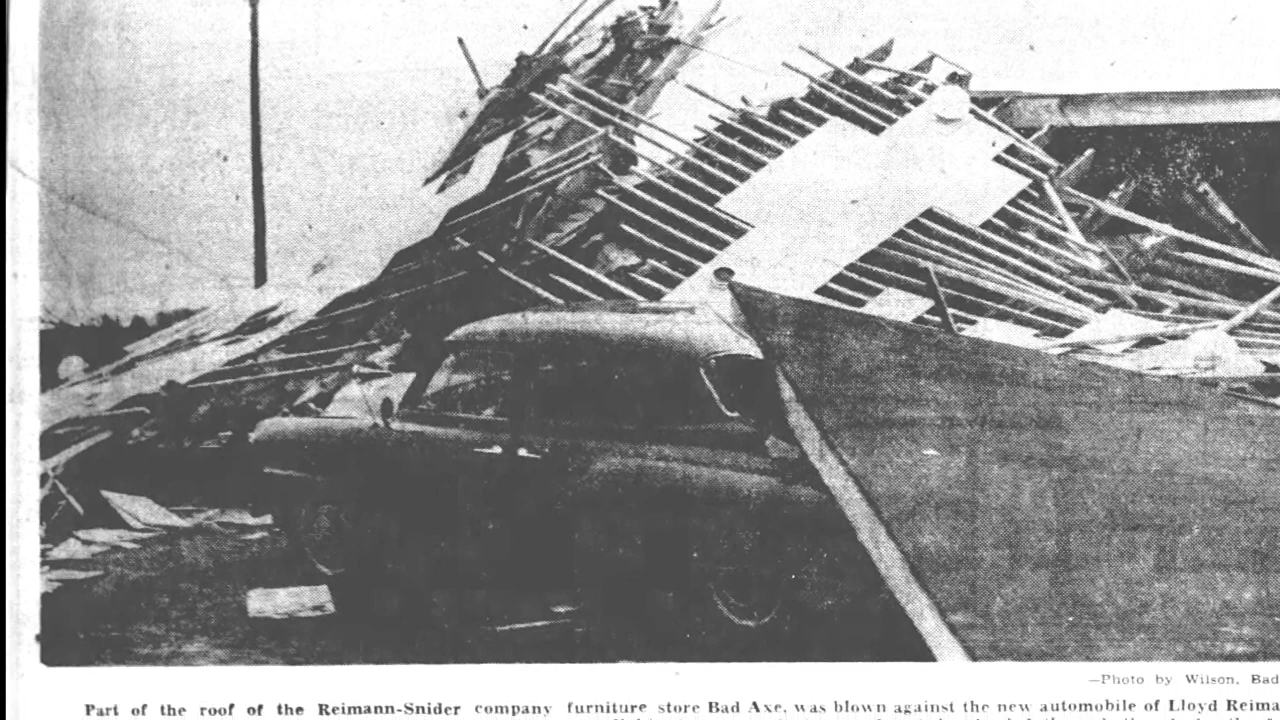 —Photo by Wilson, Bad
Part of the roof of the Reimann-Snider company furniture store Bad Axe, was blown against the new automobile of Lloyd Reima